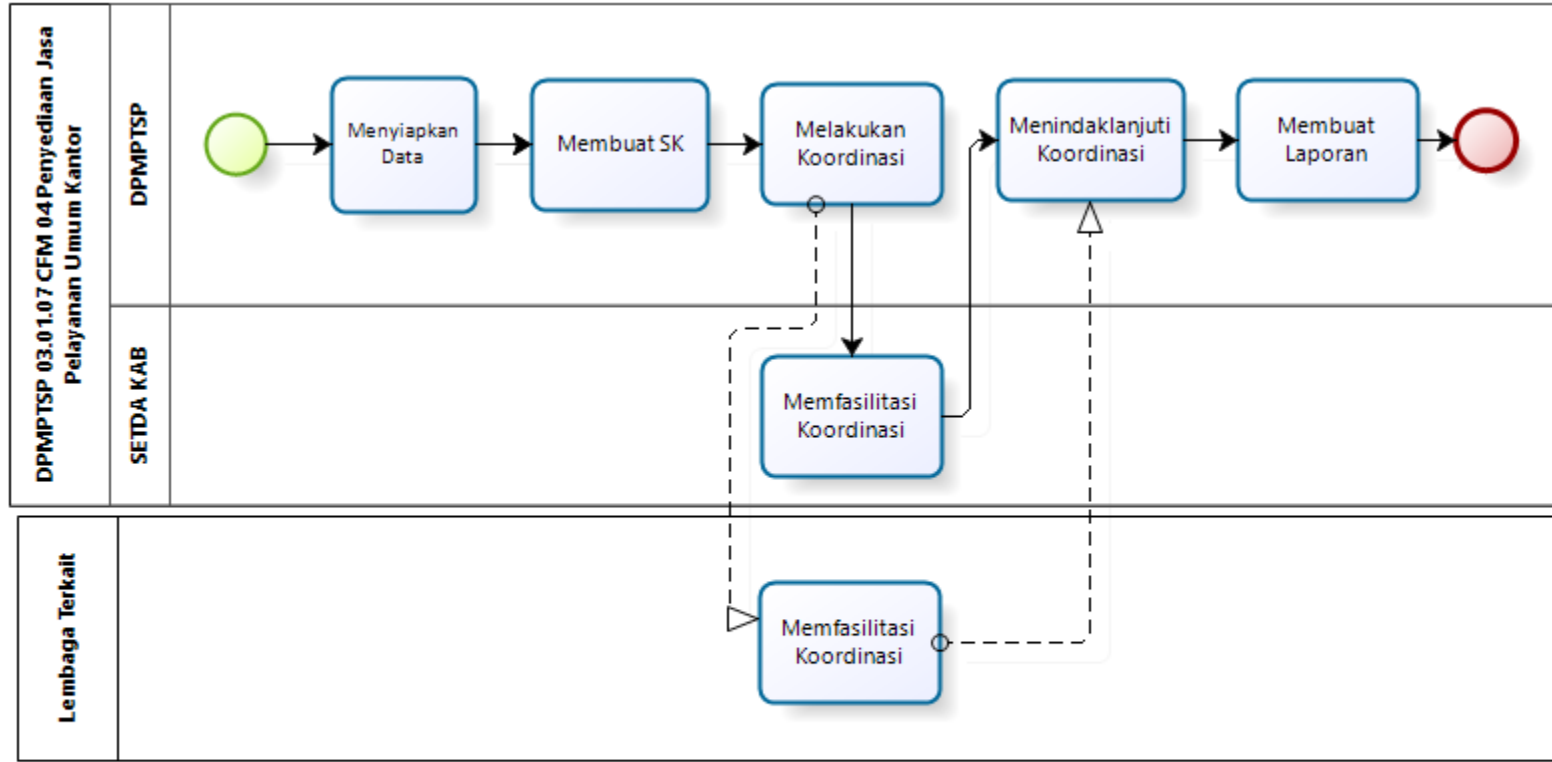 DPMPTSP 03.01.07 CFM 04 Penyediaan Jasa
Pelayanan Umum Kantor
DPMPTSP
Menyiapkan
Data
Membuat SK
Melakukan
Koordinasi
Menindaklanjuti
Koordinasi
Membuat
Laporan
SETDA KAB
Memfasilitasi
Koordinasi
Lembaga Terkait
Memfasilitasi
Koordinasi